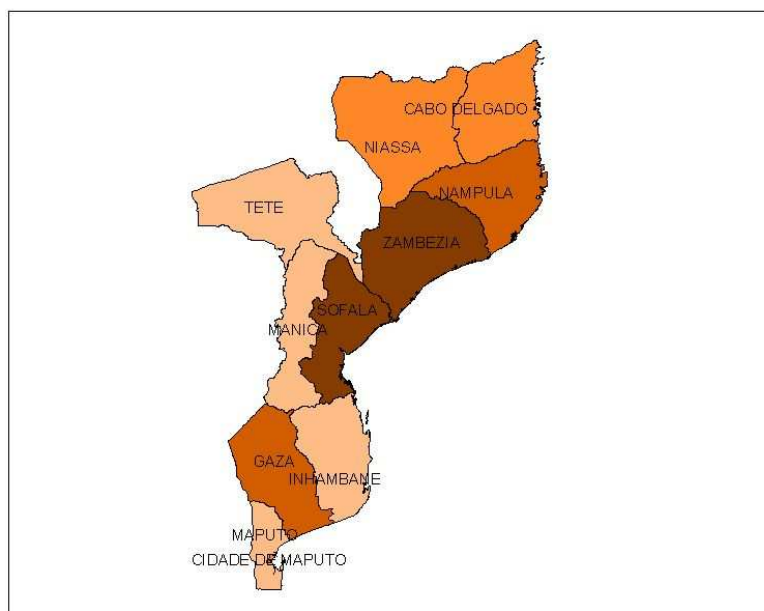 CABO DELGADO
NIASSA
NAMPULA
TETE
ZAMBEZIA
SOFALA
MANICA
GAZA
INHAMBANE
MAPUTO
CIDADE DE MAPUTO